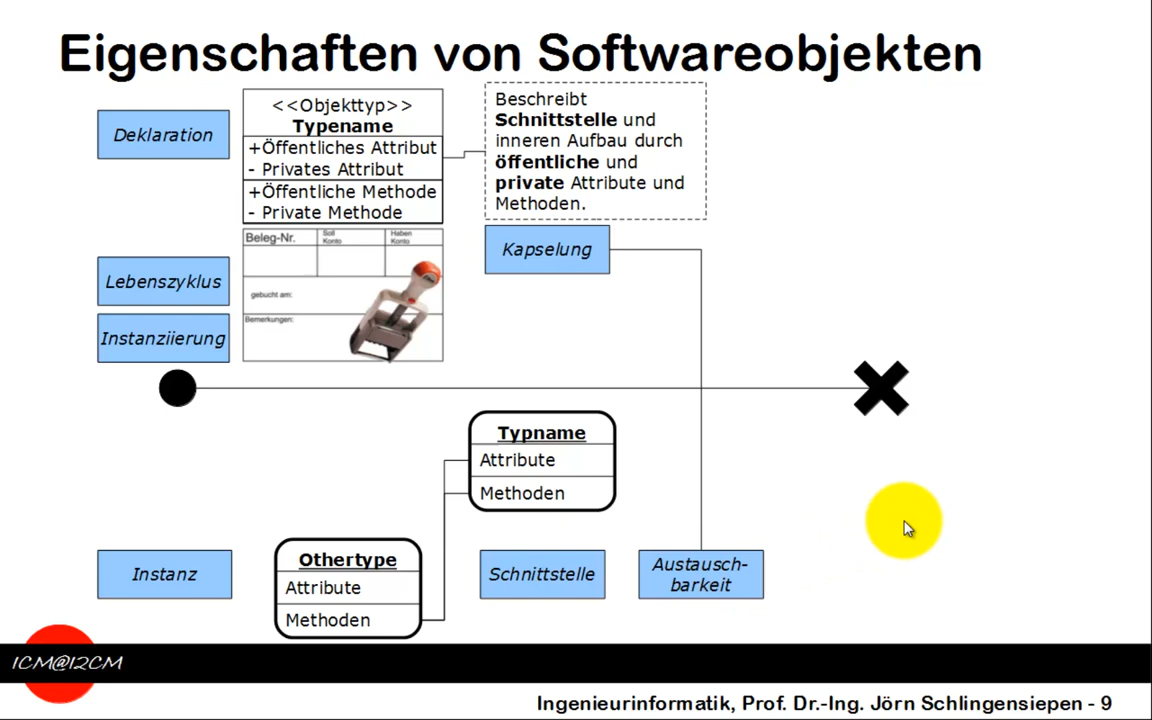 Eigenschaften von Softwareobjekten
Deklaration
<<Objekttyp>>
Typename
+Öffentliches Attribut
- Privates Attribut
+Öffentliche Methode
- Private Methode
Beschreibt
Schnittstelle und
inneren Aufbau durch
öffentliche und
private Attribute und
Methoden.
Beleg-Nr.
Soll
Konto
Haben
Konto
gebucht am:
Bemerkungen:
Kapselung
Lebenszyklus
Instanziierung
Typname
Attribute
Methoden
Instanz
Othertype
Attribute
Methoden
Schnittstelle
Austausch-
barkeit
1CM@12CM
Ingenieurinformatik, Prof. Dr.-Ing. Jörn Schlingensiepen - 9